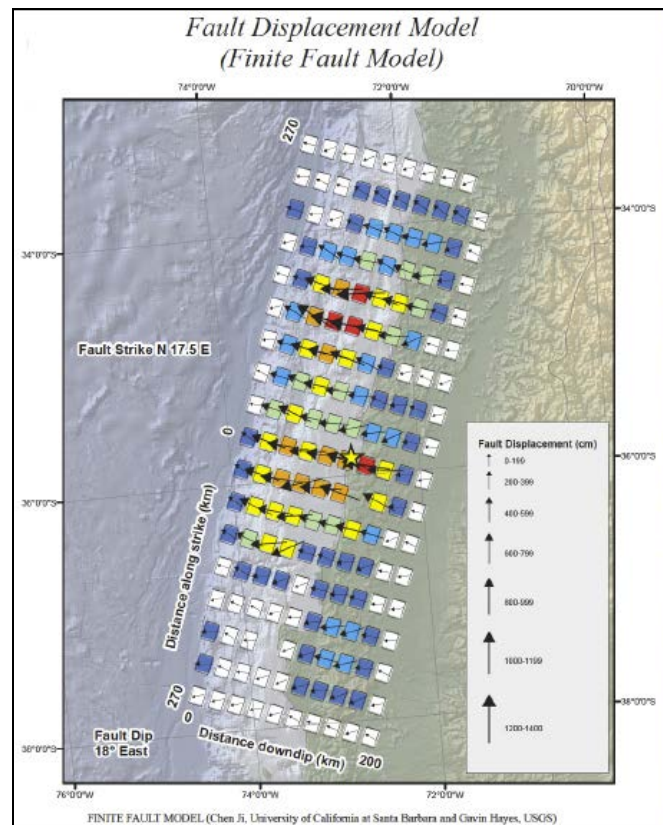 Fault Displacement Model
(Finite Fault Model)
74°0'0"W
72°0'0"W
70°0'0"W
270
34°0'0"S
34°0'0"S
Fault Strike N 17.5 E
0
Fault Displacement (cm)
0-199
200-399
400-599
600-799
800-999
1000-1199
1200-1400
36°0'0"S
36°0'0"S
Distance along strike (km)
270
0
Distance downdip (km)
200
Fault Dip
18° East
38°0'0"S
38°0'0"S
76°0'0"W
74°0'0"W
72°0'0"W
FINITE FAULT MODEL (Chen Ji, University of California at Santa Barbara and Gavin Hayes, USGS)